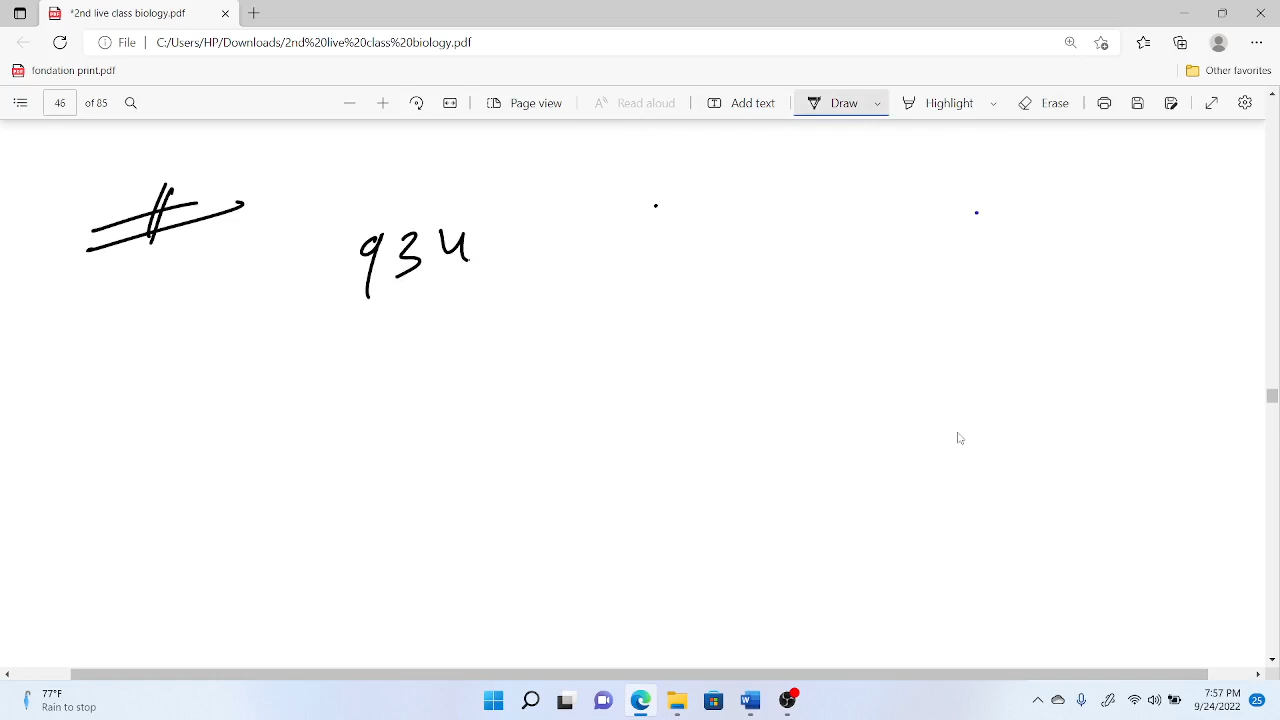 *2nd live class biology.pdf
File C:/Users/HP/Downloads/2nd%20live%20class%20biology.pdf
fondation print.pdf Other favorites
46 of 85 Page view Read aloud Add text Draw Highlight Erase
934
77°F
Rain to stop
7:57 PM
9/24/2022
25